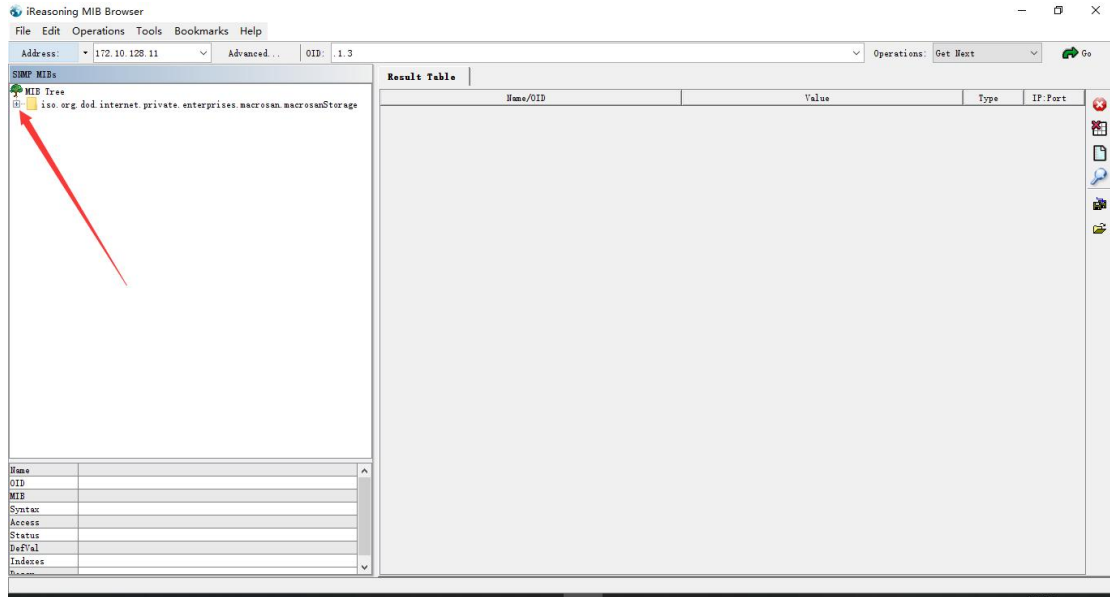 iReasoning MIB Browser
File Edit Operations Tools Bookmarks Help
Address: 172.10.128.11 Advanced... OID: .1.3 Operations: Get Next Go
SNMP MIBs
MIB Tree
iso.org.dod.internet.private.enterprises.macrosan.macrosanStorage
Result Table
Name/OID Value Type IP:Port
Name
OID
MIB
Syntax
Access
Status
DefVal
Indexes